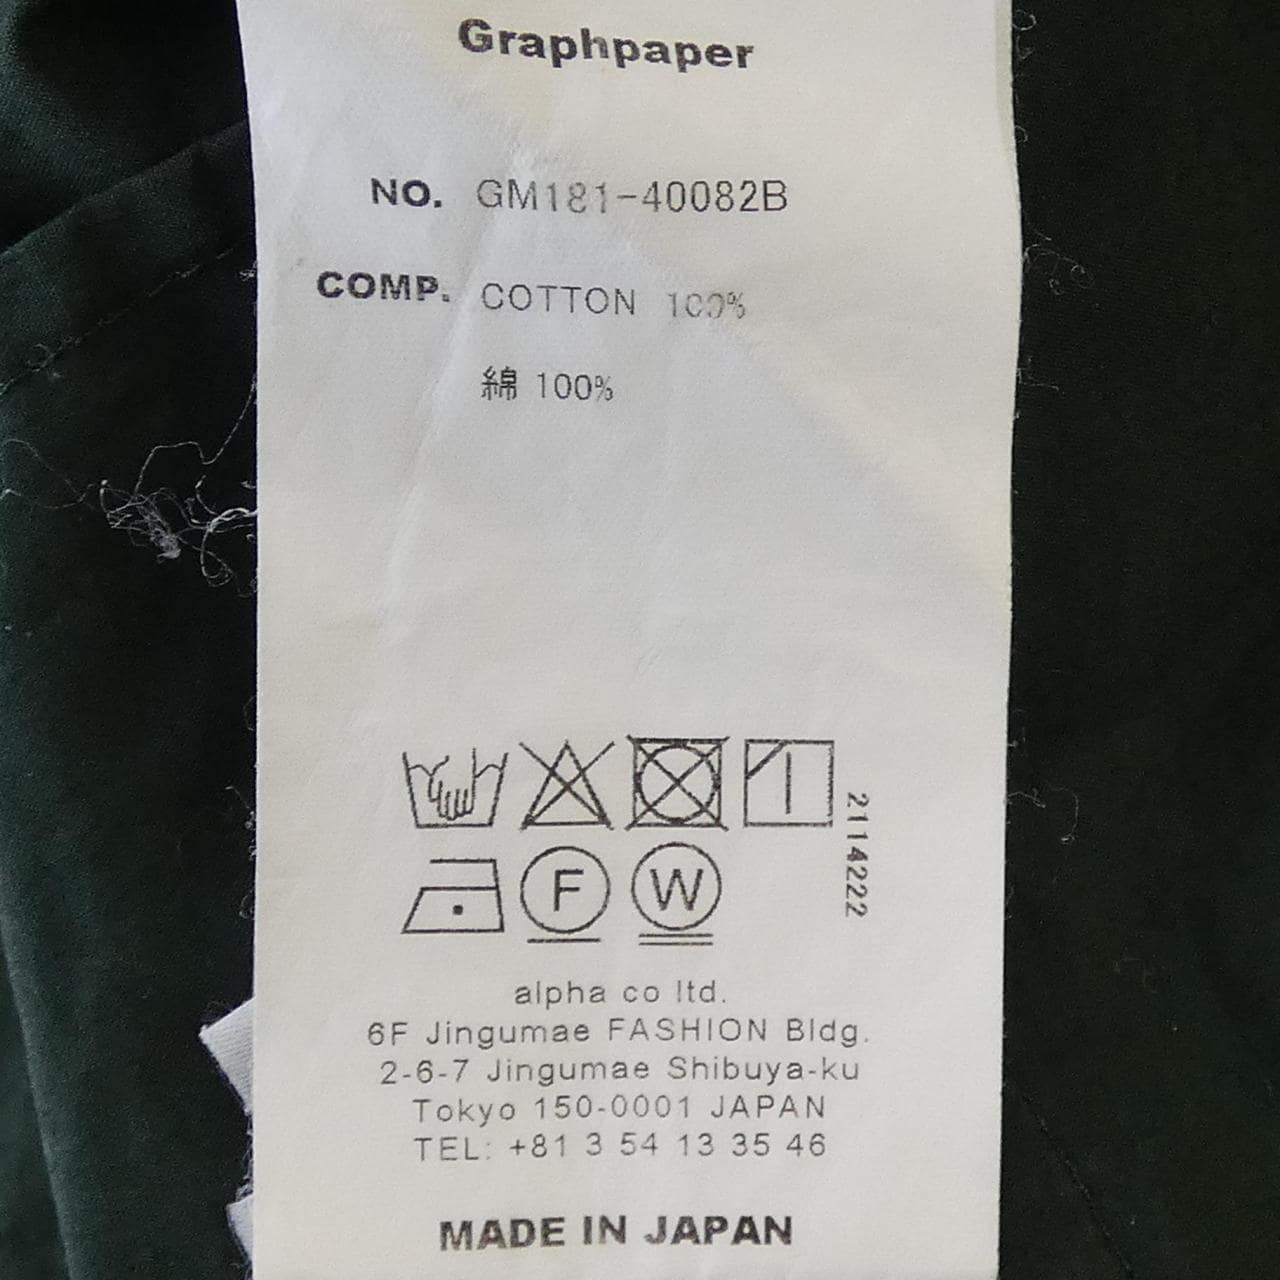 Graphpaper
NO. GM181-40082B
COMP. COTTON 100%
綿 100%
2114222
F W
alpha co ltd.
6F Jingumae FASHION Bldg.
2-6-7 Jingumae Shibuya-ku
Tokyo 150-0001 JAPAN
TEL: +81 3 54 13 35 46
MADE IN JAPAN